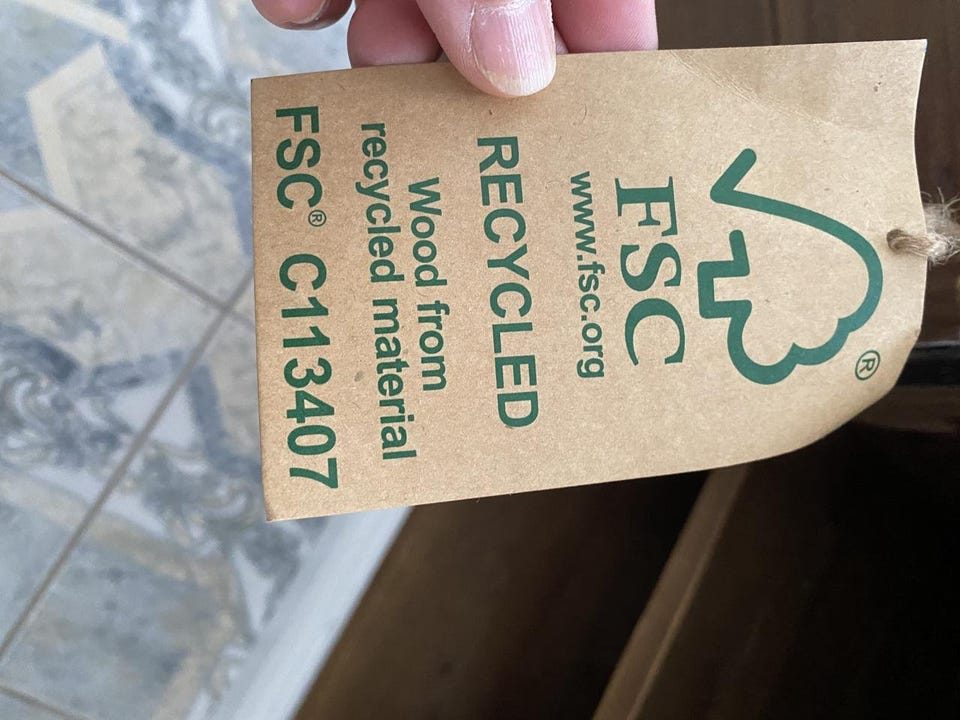 ®
FSC
www.fsc.org
RECYCLED
Wood from
recycled material
FSC® C113407